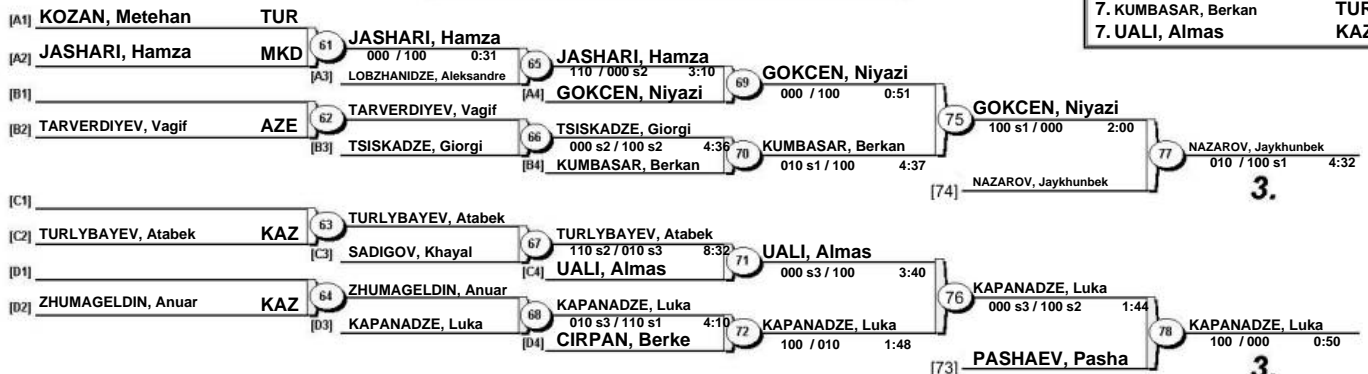 7. KUMBASAR, Berkan TUR
7. UALI, Almas KAZ
[A1] KOZAN, Metehan TUR
[A2] JASHARI, Hamza MKD
61 JASHARI, Hamza
000 / 100 0:31
[A3] LOBZHANIDZE, Aleksandre
65 JASHARI, Hamza
110 / 000 s2 3:10
[A4] GOKCEN, Niyazi
69 GOKCEN, Niyazi
000 / 100 0:51
[B1]
[B2] TARVERDIYEV, Vagif AZE
62 TARVERDIYEV, Vagif
[B3] TSISKADZE, Giorgi
66 TSISKADZE, Giorgi
000 s2 / 100 s2 4:36
[B4] KUMBASAR, Berkan
70 KUMBASAR, Berkan
010 s1 / 100 4:37
75 GOKCEN, Niyazi
100 s1 / 000 2:00
[74] NAZAROV, Jaykhunbek
77 NAZAROV, Jaykhunbek
010 / 100 s1 4:32
3.
[C1]
[C2] TURLYBAYEV, Atabek KAZ
63 TURLYBAYEV, Atabek
[C3] SADIGOV, Khayal
67 TURLYBAYEV, Atabek
110 s2 / 010 s3 8:32
[C4] UALI, Almas
71 UALI, Almas
000 s3 / 100 3:40
[D1]
[D2] ZHUMAGELDIN, Anuar KAZ
64 ZHUMAGELDIN, Anuar
[D3] KAPANADZE, Luka
68 KAPANADZE, Luka
010 s3 / 110 s1 4:10
[D4] CIRPAN, Berke
72 KAPANADZE, Luka
100 / 010 1:48
76 KAPANADZE, Luka
000 s3 / 100 s2 1:44
[73] PASHAEV, Pasha
78 KAPANADZE, Luka
100 / 000 0:50
3.